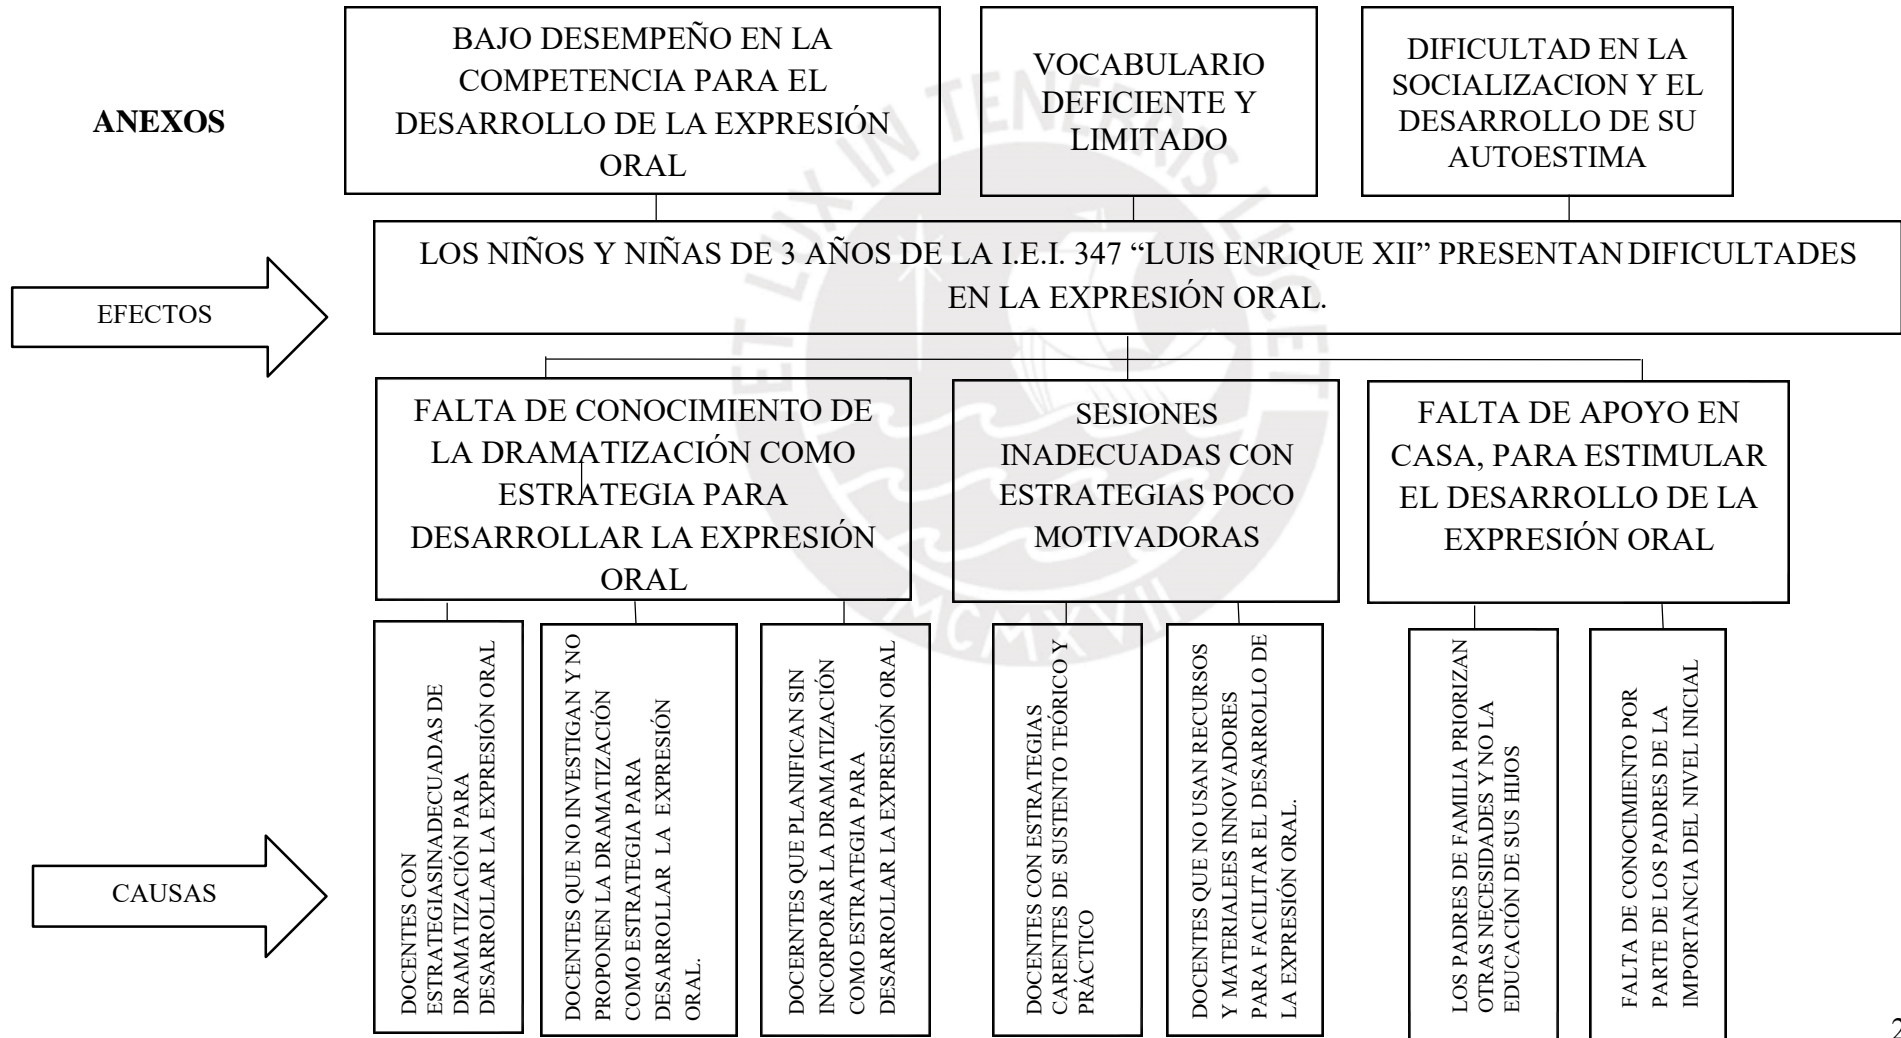 ANEXOS
BAJO DESEMPEÑO EN LA
COMPETENCIA PARA EL
DESARROLLO DE LA EXPRESIÓN
ORAL
VOCABULARIO
DEFICIENTE Y
LIMITADO
DIFICULTAD EN LA
SOCIALIZACION Y EL
DESARROLLO DE SU
AUTOESTIMA
LOS NIÑOS Y NIÑAS DE 3 AÑOS DE LA I.E.I. 347 “LUIS ENRIQUE XII” PRESENTAN DIFICULTADES
EN LA EXPRESIÓN ORAL.
EFECTOS
FALTA DE CONOCIMIENTO DE
LA DRAMATIZACIÓN COMO
ESTRATEGIA PARA
DESARROLLAR LA EXPRESIÓN
ORAL
SESIONES
INADECUADAS CON
ESTRATEGIAS POCO
MOTIVADORAS
FALTA DE APOYO EN
CASA, PARA ESTIMULAR
EL DESARROLLO DE LA
EXPRESIÓN ORAL
CAUSAS
DOCENTES CON
ESTRATEGIASINADECUADAS DE
DRAMATIZACIÓN PARA
DESARROLLAR LA EXPRESIÓN ORAL
DOCENTES QUE NO INVESTIGAN Y NO
PROPONEN LA DRAMATIZACIÓN
COMO ESTRATEGIA PARA
DESARROLLAR LA EXPRESIÓN
ORAL.
DOCERNTES QUE PLANIFICAN SIN
INCORPORAR LA DRAMATIZACIÓN
COMO ESTRATEGIA PARA
DESARROLLAR LA EXPRESIÓN ORAL
DOCENTES CON ESTRATEGIAS
CARENTES DE SUSTENTO TEÓRICO Y
PRÁCTICO
DOCENTES QUE NO USAN RECURSOS
Y MATERIALEES INNOVADORES
PARA FACILITAR EL DESARROLLO DE
LA EXPRESIÓN ORAL.
LOS PADRES DE FAMILIA PRIORIZAN
OTRAS NECESIDADES Y NO LA
EDUCACIÓN DE SUS HIJOS
FALTA DE CONOCIMIENTO POR
PARTE DE LOS PADRES DE LA
IMPORTANCIA DEL NIVEL INICIAL
ET LUX IN TENEBRIS LUCET
MCMXVII